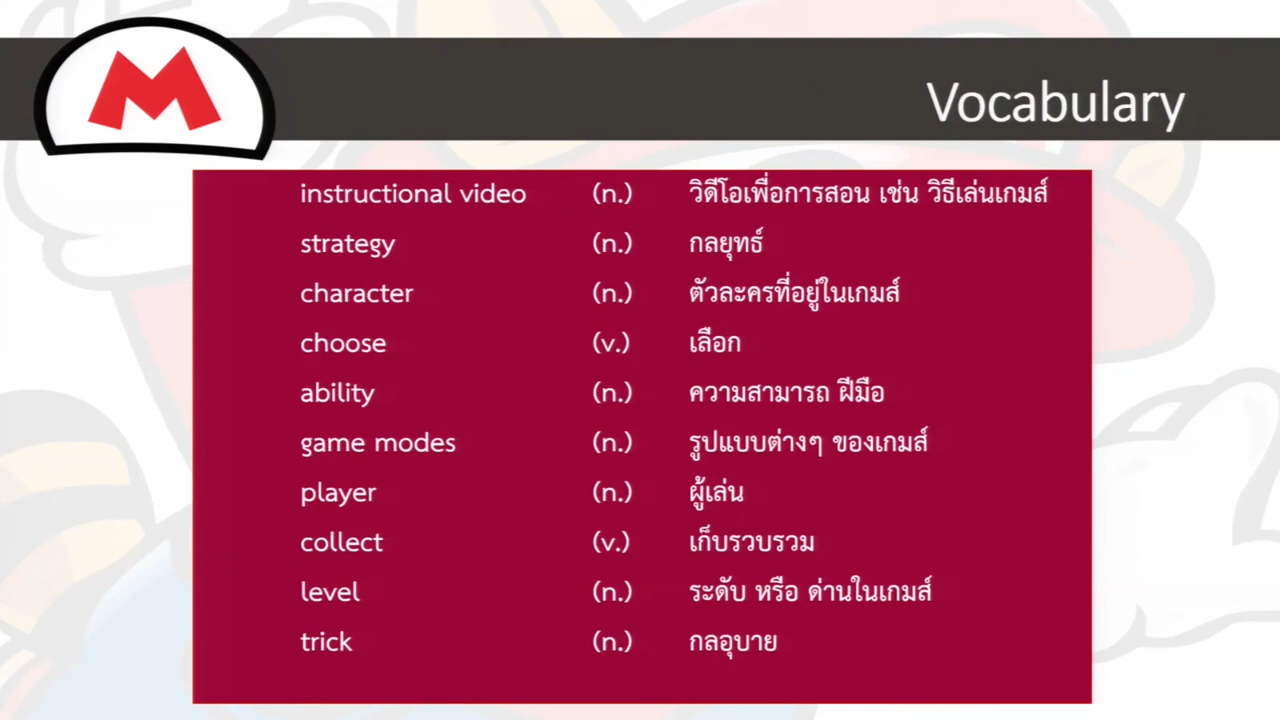 M
Vocabulary
instructional video (n.) วิดีโอเพื่อการสอน เช่น วิธีเล่นเกมส์
strategy (n.) กลยุทธ์
character (n.) ตัวละครที่อยู่ในเกมส์
choose (v.) เลือก
ability (n.) ความสามารถ ฝีมือ
game modes (n.) รูปแบบต่างๆ ของเกมส์
player (n.) ผู้เล่น
collect (v.) เก็บรวบรวม
level (n.) ระดับ หรือ ด่านในเกมส์
trick (n.) กลอุบาย